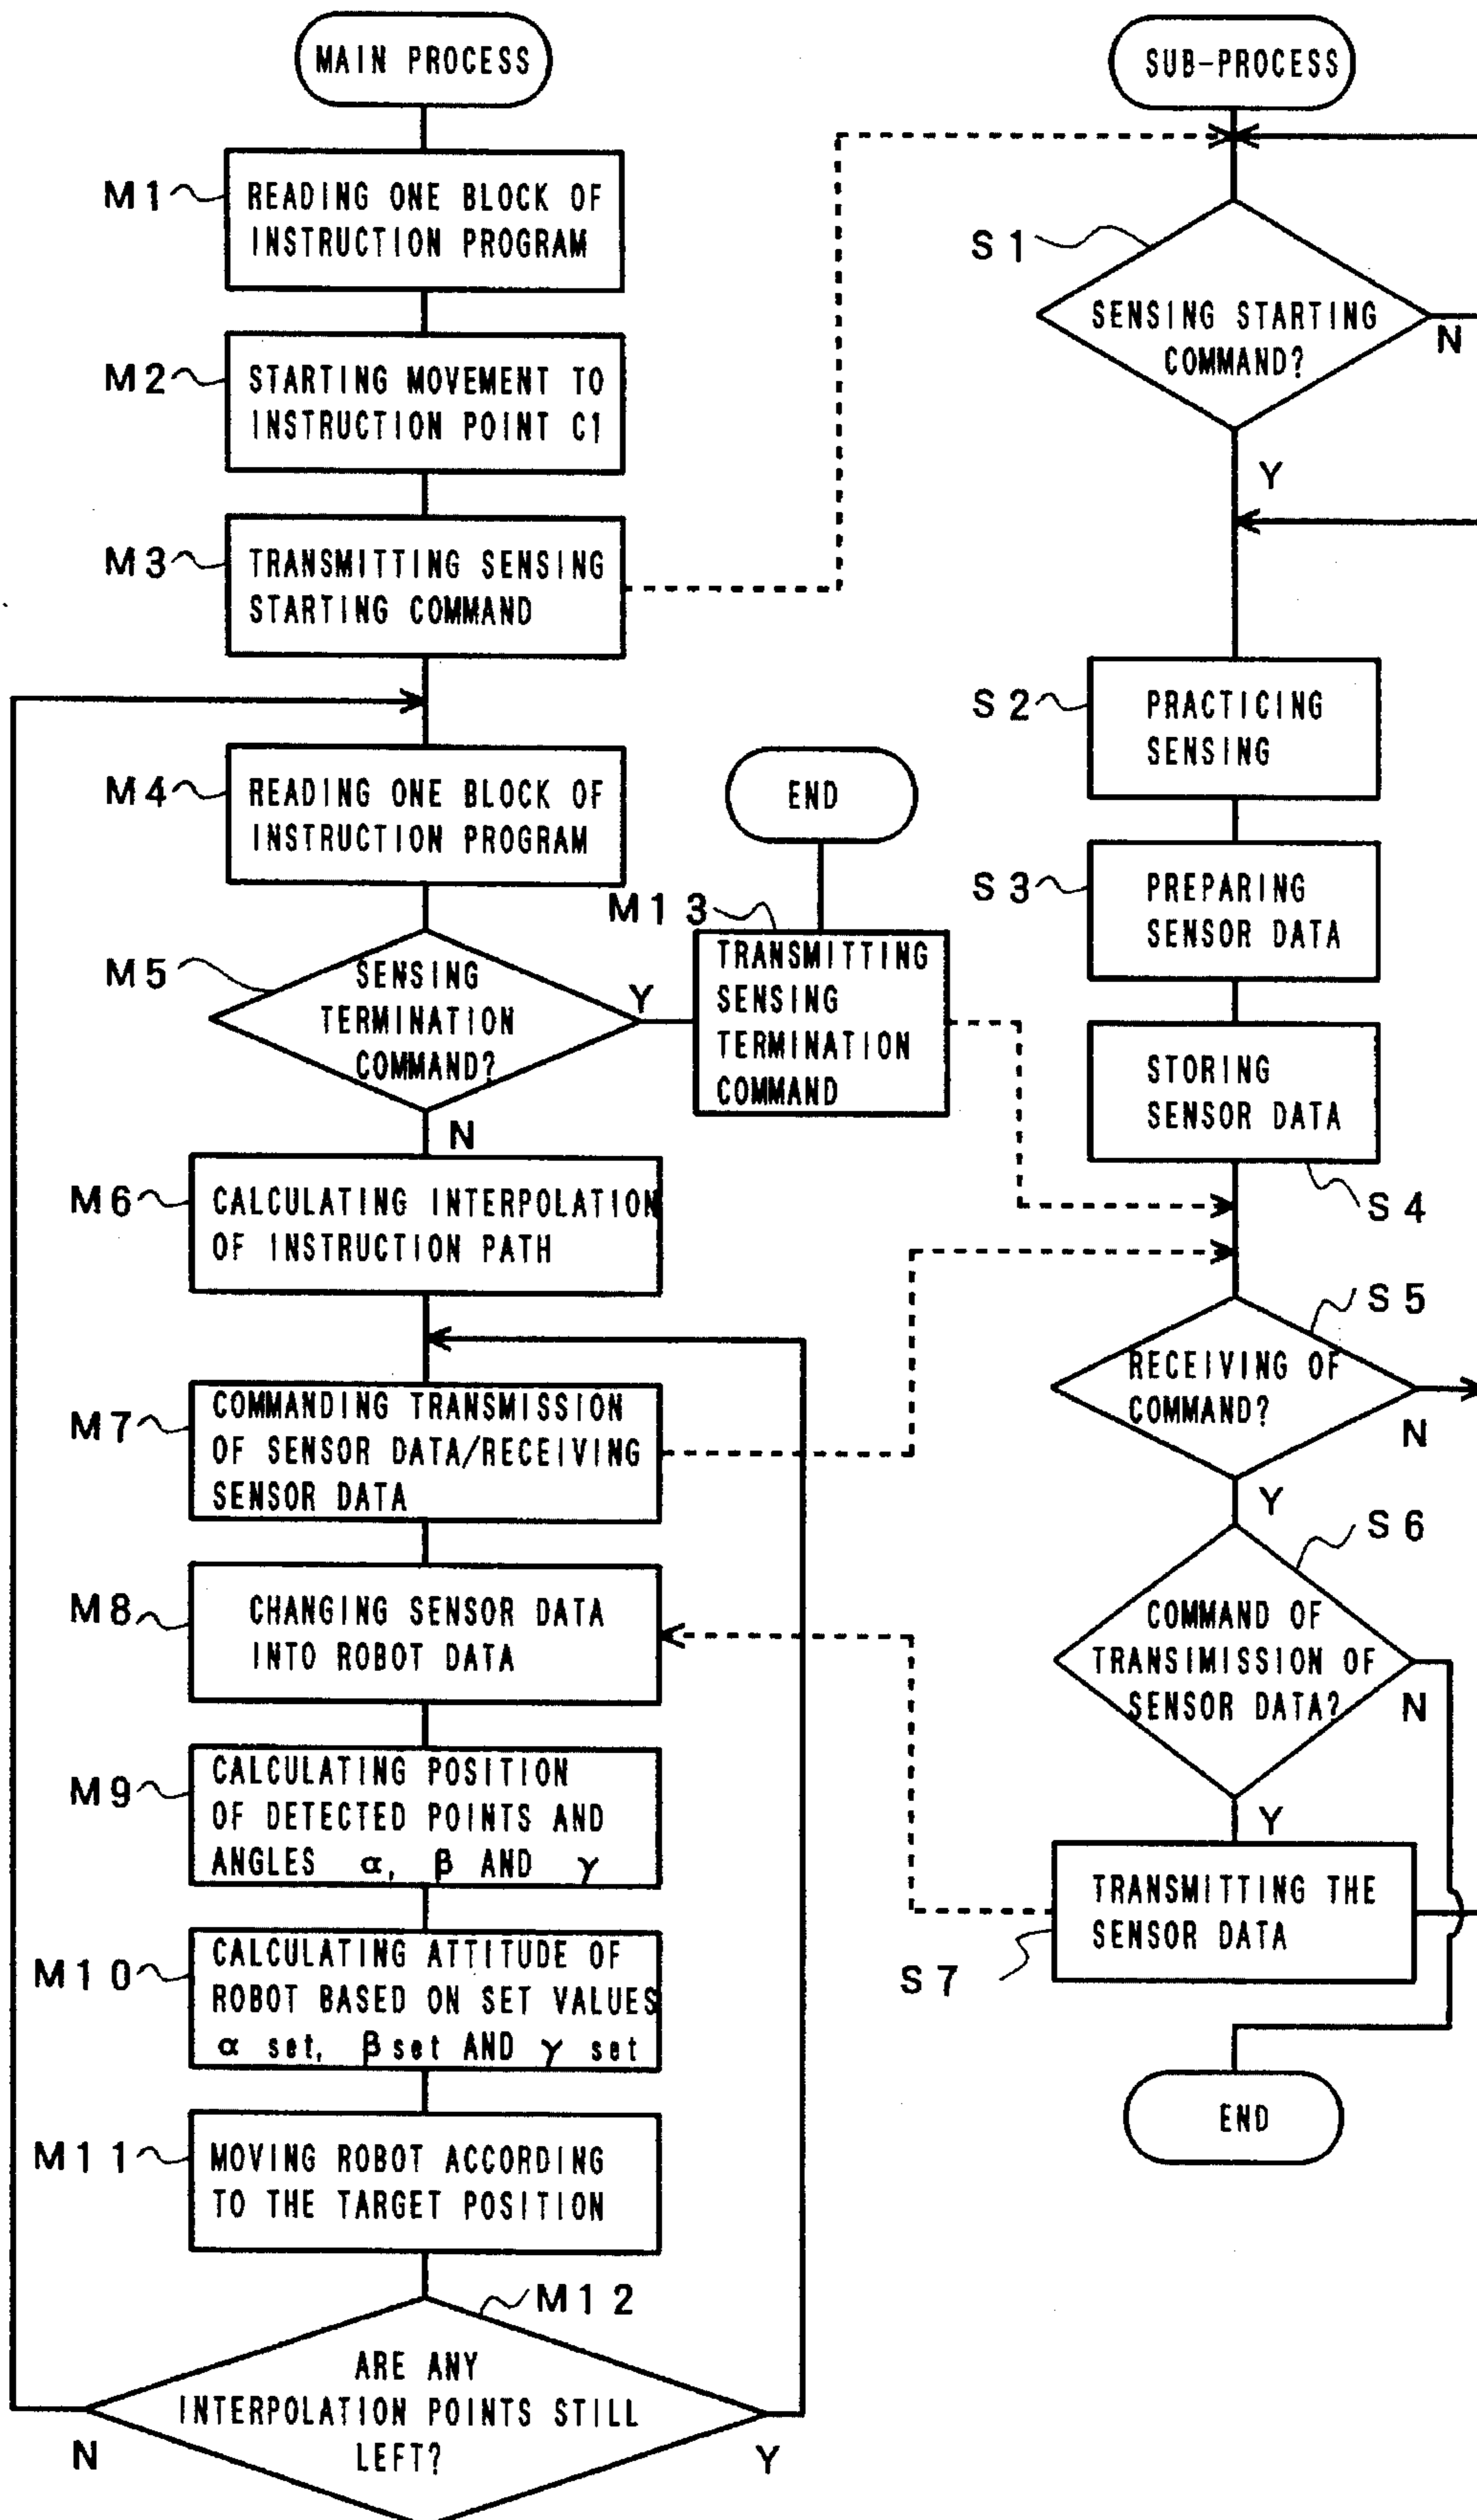 MAIN PROCESS
M1
READING ONE BLOCK OF
INSTRUCTION PROGRAM
M2
STARTING MOVEMENT TO
INSTRUCTION POINT C1
M3
TRANSMITTING SENSING
STARTING COMMAND
M4
READING ONE BLOCK OF
INSTRUCTION PROGRAM
M5
SENSING
TERMINATION
COMMAND?
Y
N
END
M13
TRANSMITTING
SENSING
TERMINATION
COMMAND
M6
CALCULATING INTERPOLATION
OF INSTRUCTION PATH
M7
COMMANDING TRANSMISSION
OF SENSOR DATA/RECEIVING
SENSOR DATA
M8
CHANGING SENSOR DATA
INTO ROBOT DATA
M9
CALCULATING POSITION
OF DETECTED POINTS AND
ANGLES α, β AND γ
M10
CALCULATING ATTITUDE OF
ROBOT BASED ON SET VALUES
α set, β set AND γ set
M11
MOVING ROBOT ACCORDING
TO THE TARGET POSITION
M12
ARE ANY
INTERPOLATION POINTS STILL
LEFT?
N
Y
SUB-PROCESS
S1
SENSING STARTING
COMMAND?
N
Y
S2
PRACTICING
SENSING
S3
PREPARING
SENSOR DATA
STORING
SENSOR DATA
S4
S5
RECEIVING OF
COMMAND?
N
Y
S6
COMMAND OF
TRANSIMISSION OF
SENSOR DATA?
N
Y
TRANSMITTING THE
SENSOR DATA
S7
END